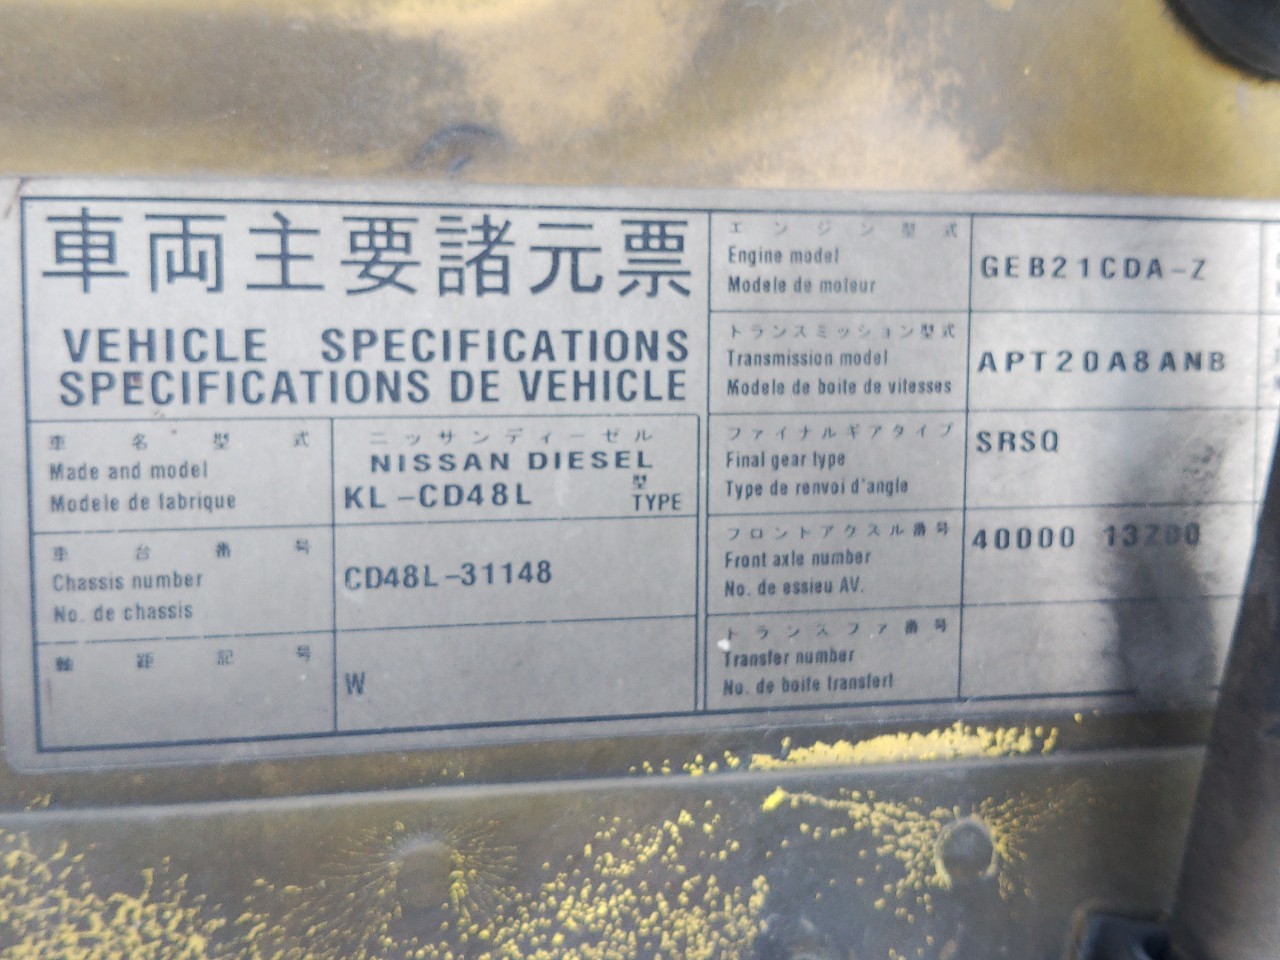 車両主要諸元票
VEHICLE SPECIFICATIONS
SPECIFICATIONS DE VEHICLE
車名型式
Made and model
Modele de fabrique
ニッサンディーゼル
NISSAN DIESEL
KL-CD48L
型
TYPE
車台番号
Chassis number
No. de chassis
CD48L-31148
軸距記号
W
エンジン型式
Engine model
Modele de moteur
GEB21CDA-Z
トランスミッション型式
Transmission model
Modele de boite de vitesses
APT20A8ANB
ファイナルギアタイプ
Final gear type
Type de renvoi d'angle
SRSQ
フロントアクスル番号
Front axle number
No. de essieu AV.
40000 13Z00
トランスファ番号
Transfer number
No. de boite transfert